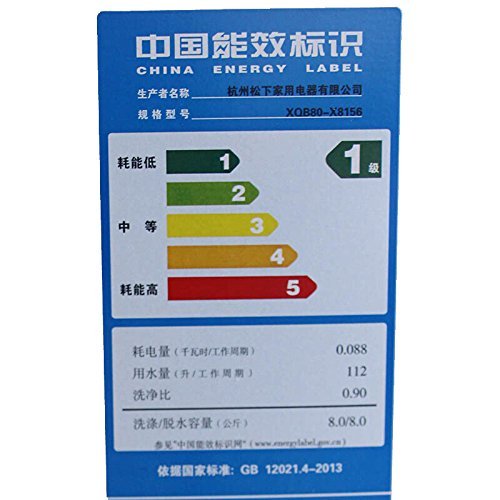 中国能效标识
CHINA ENERGY LABEL
生产者名称 杭州松下家用电器有限公司
规格型号 XQB80-X8156
耗能低 1 1级
2
中等 3
4
耗能高 5
耗电量（千瓦时/工作周期） 0.088
用水量（升/工作周期） 112
洗净比 0.90
洗涤/脱水容量（公斤） 8.0/8.0
参见"中国能效标识网"（www.energylabel.gov.cn）
依据国家标准: GB 12021.4-2013